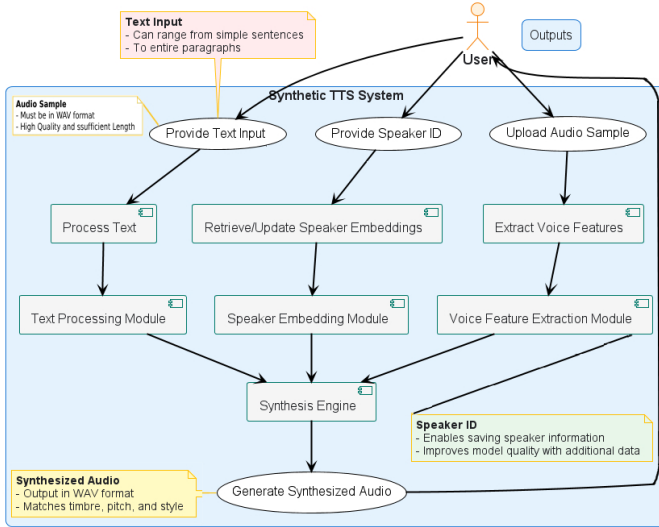 Text Input
- Can range from simple sentences
- To entire paragraphs
User
Outputs
Synthetic TTS System
Audio Sample
- Must be in WAV format
- High Quality and ssufficient Length
Provide Text Input
Provide Speaker ID
Upload Audio Sample
Process Text
Retrieve/Update Speaker Embeddings
Extract Voice Features
Text Processing Module
Speaker Embedding Module
Voice Feature Extraction Module
Synthesis Engine
Speaker ID
- Enables saving speaker information
- Improves model quality with additional data
Synthesized Audio
- Output in WAV format
- Matches timbre, pitch, and style
Generate Synthesized Audio